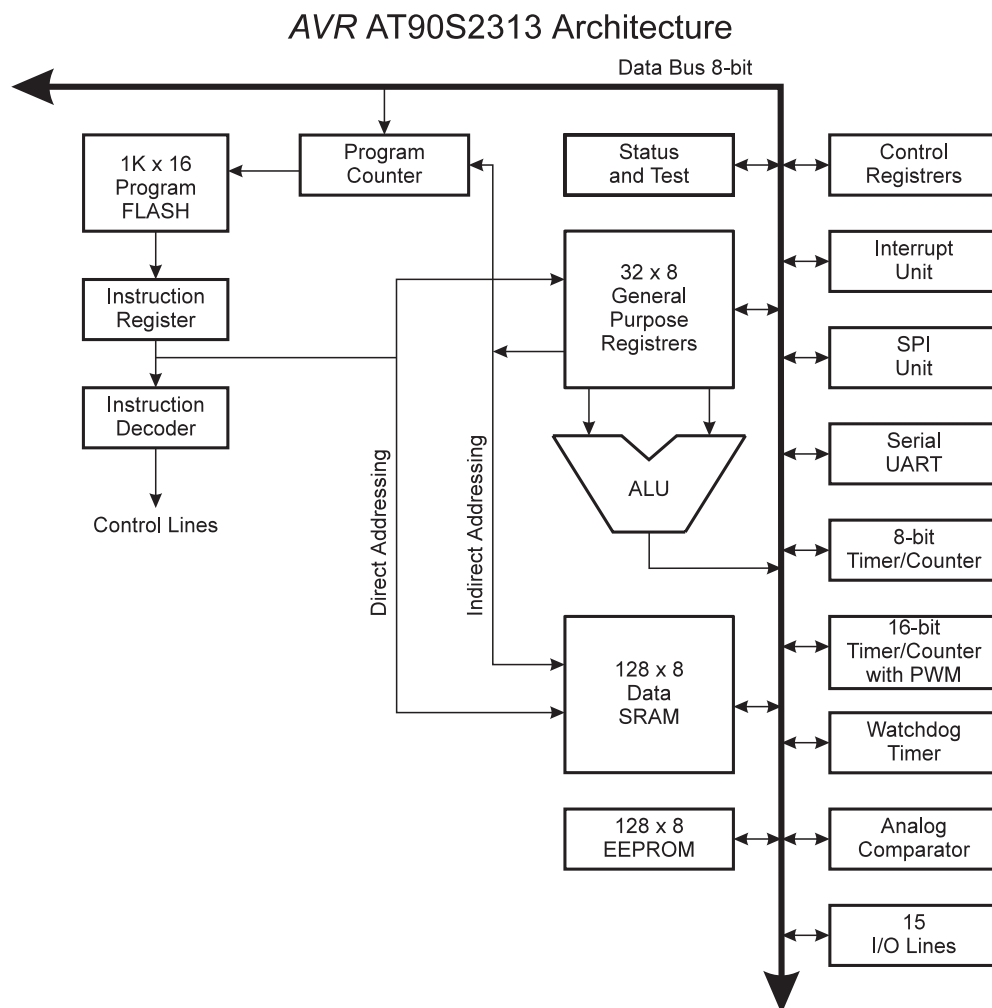 AVR AT90S2313 Architecture
Data Bus 8-bit
1K x 16
Program
FLASH
Program
Counter
Status
and Test
Control
Registrers
Instruction
Register
32 x 8
General
Purpose
Registrers
Interrupt
Unit
SPI
Unit
Instruction
Decoder
Control Lines
Direct Addressing
Indirect Addressing
ALU
Serial
UART
8-bit
Timer/Counter
128 x 8
Data
SRAM
16-bit
Timer/Counter
with PWM
Watchdog
Timer
128 x 8
EEPROM
Analog
Comparator
15
I/O Lines